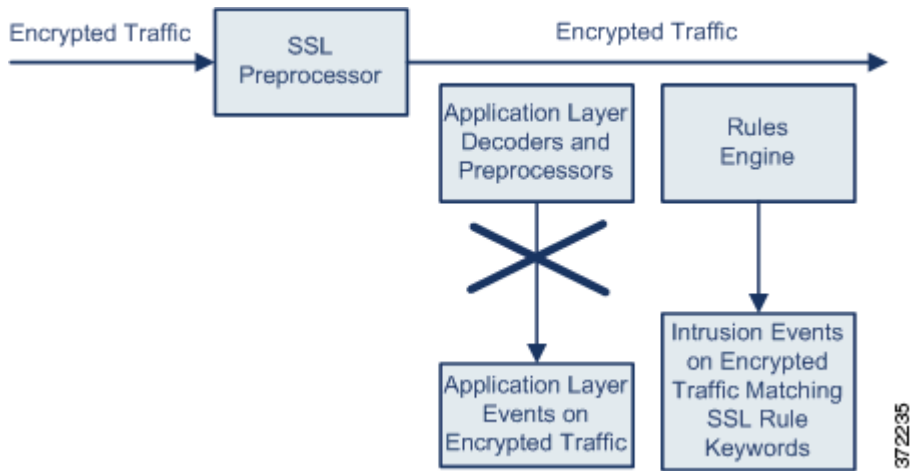 Encrypted Traffic
SSL
Preprocessor
Encrypted Traffic
Application Layer
Decoders and
Preprocessors
Rules
Engine
Application Layer
Events on
Encrypted Traffic
Intrusion Events
on Encrypted
Traffic Matching
SSL Rule
Keywords
372235